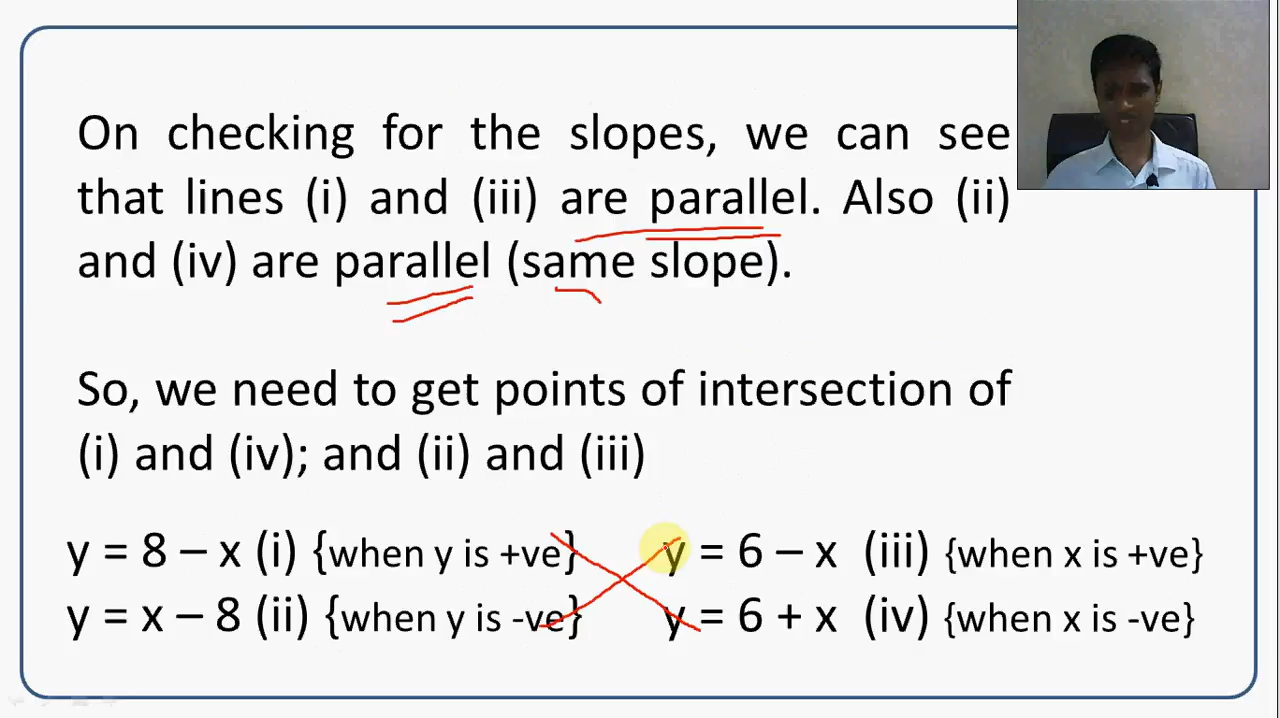 On checking for the slopes, we can see
that lines (i) and (iii) are parallel. Also (ii)
and (iv) are parallel (same slope).
So, we need to get points of intersection of
(i) and (iv); and (ii) and (iii)
y = 8 – x (i) {when y is +ve} y = 6 – x (iii) {when x is +ve}
y = x – 8 (ii) {when y is -ve} y = 6 + x (iv) {when x is -ve}